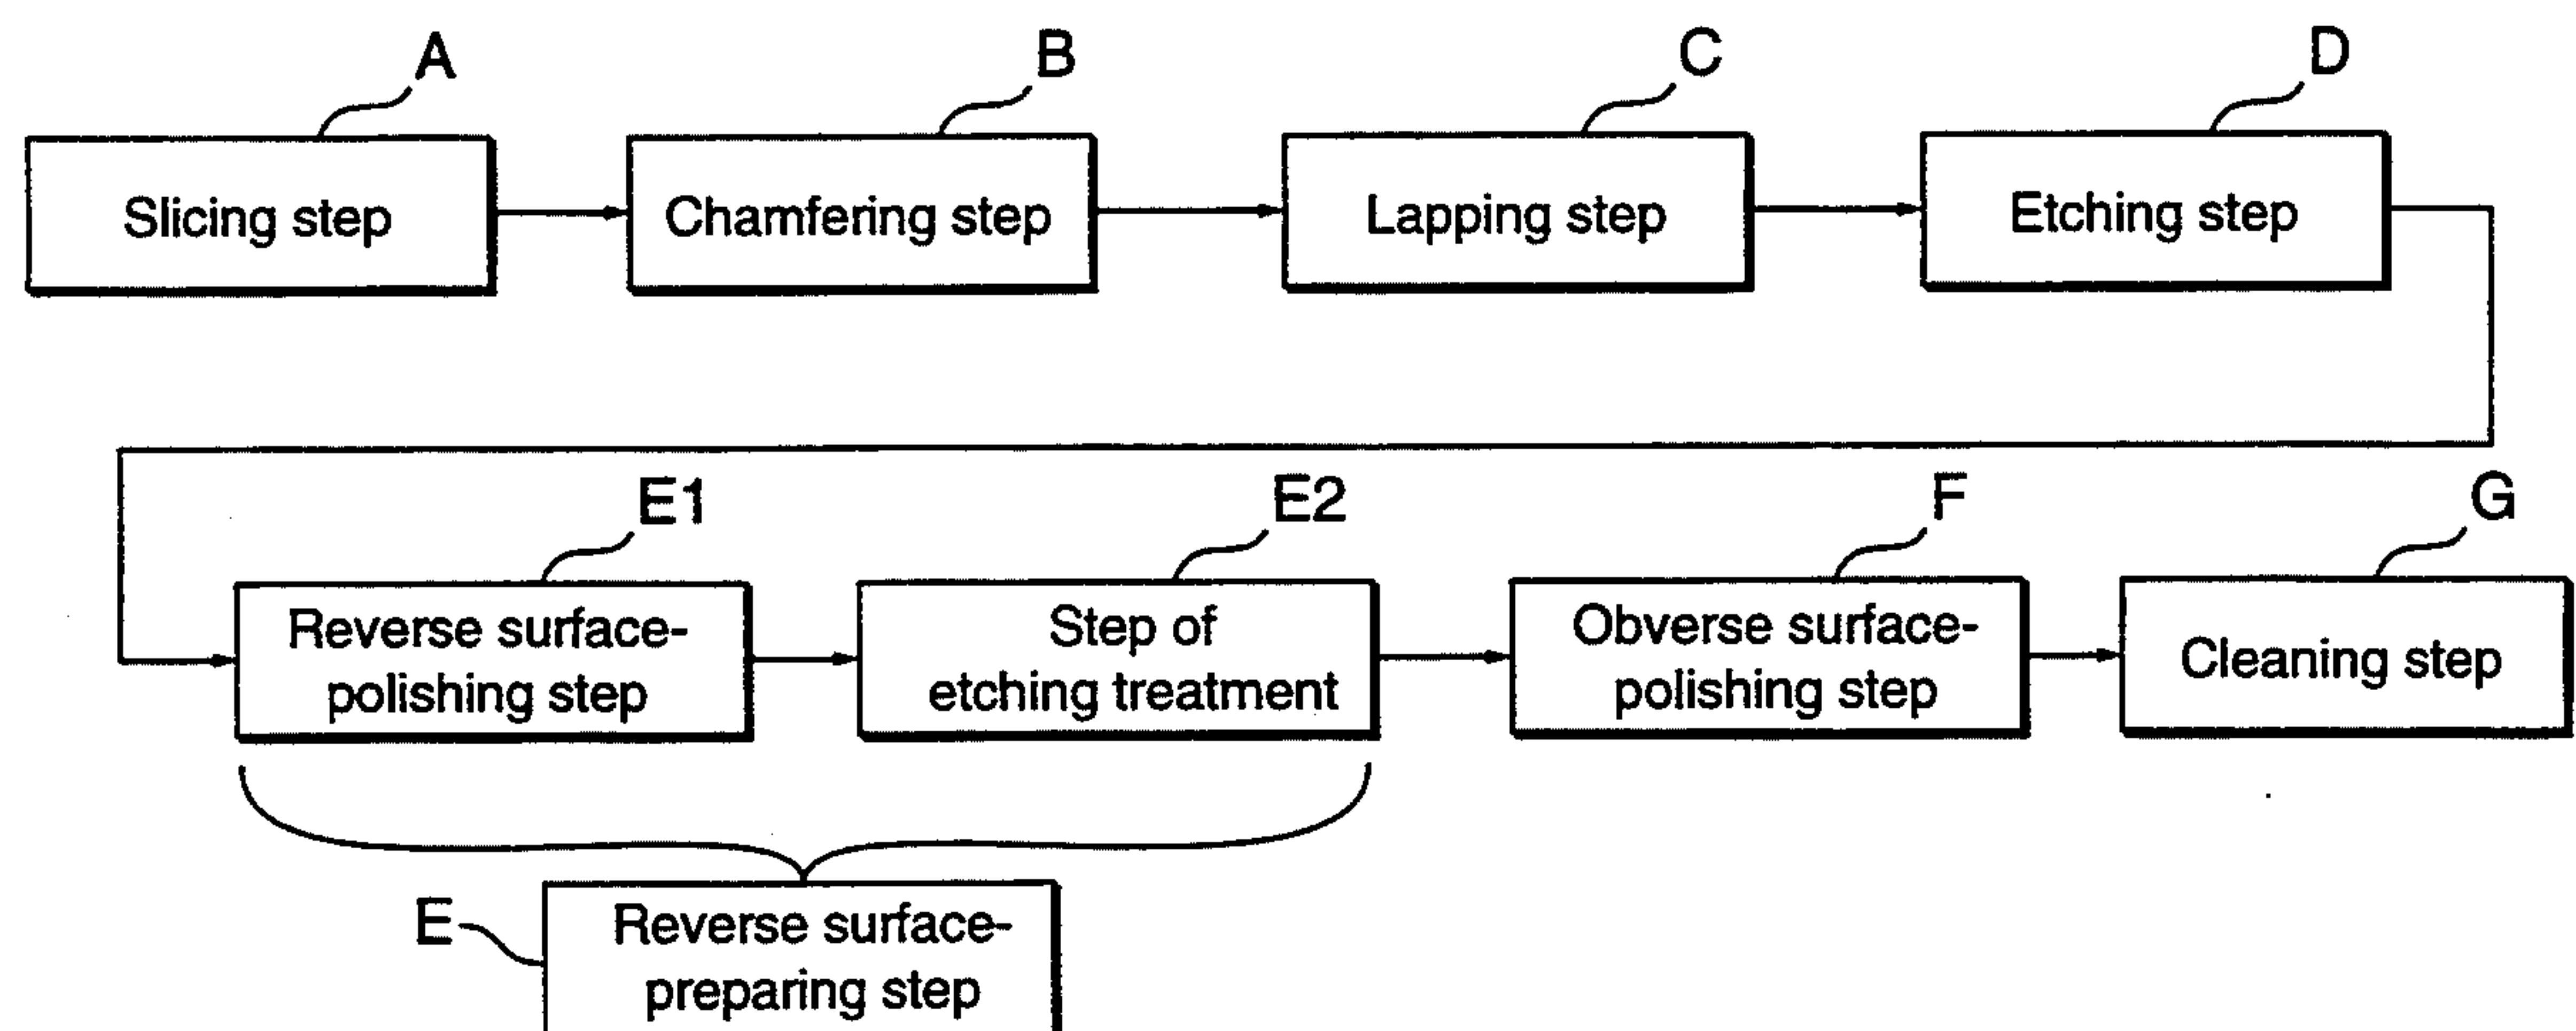 A
B
C
D
Slicing step
Chamfering step
Lapping step
Etching step
E1
E2
F
G
Reverse surface-
polishing step
Step of
etching treatment
Obverse surface-
polishing step
Cleaning step
E
Reverse surface-
preparing step